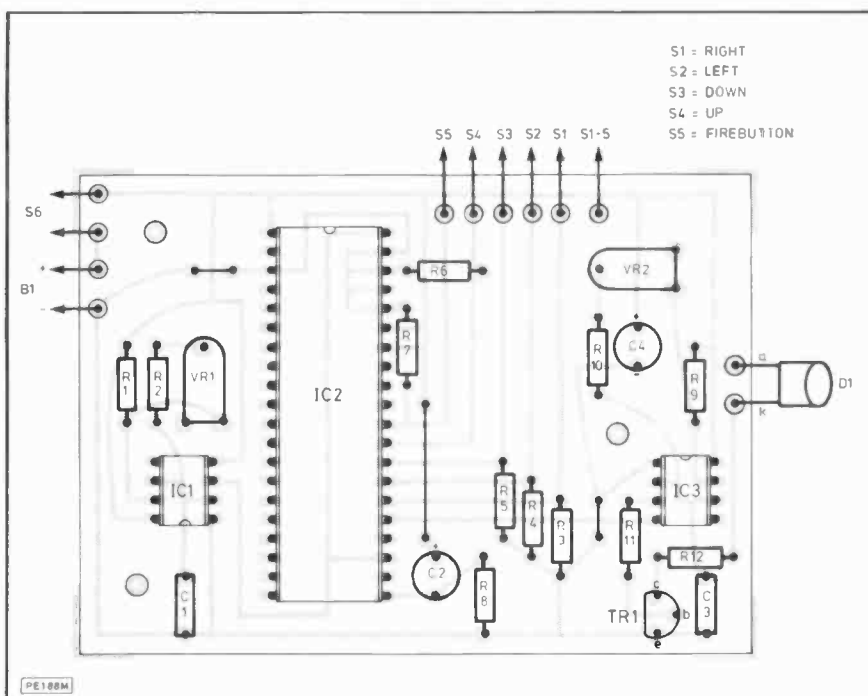 S1 = RIGHT
S2 = LEFT
S3 = DOWN
S4 = UP
S5 = FIREBUTTON
S5 S4 S3 S2 S1 S1-5
S6
+
B1
-
R6
VR2
R7
R10
+
C4
-
R9
a
D1
k
R1
R2
VR1
IC2
IC1
R5
R4
R3
R11
IC3
+
C2
R8
R12
C1
c
TR1
b
e
C3
PE188M